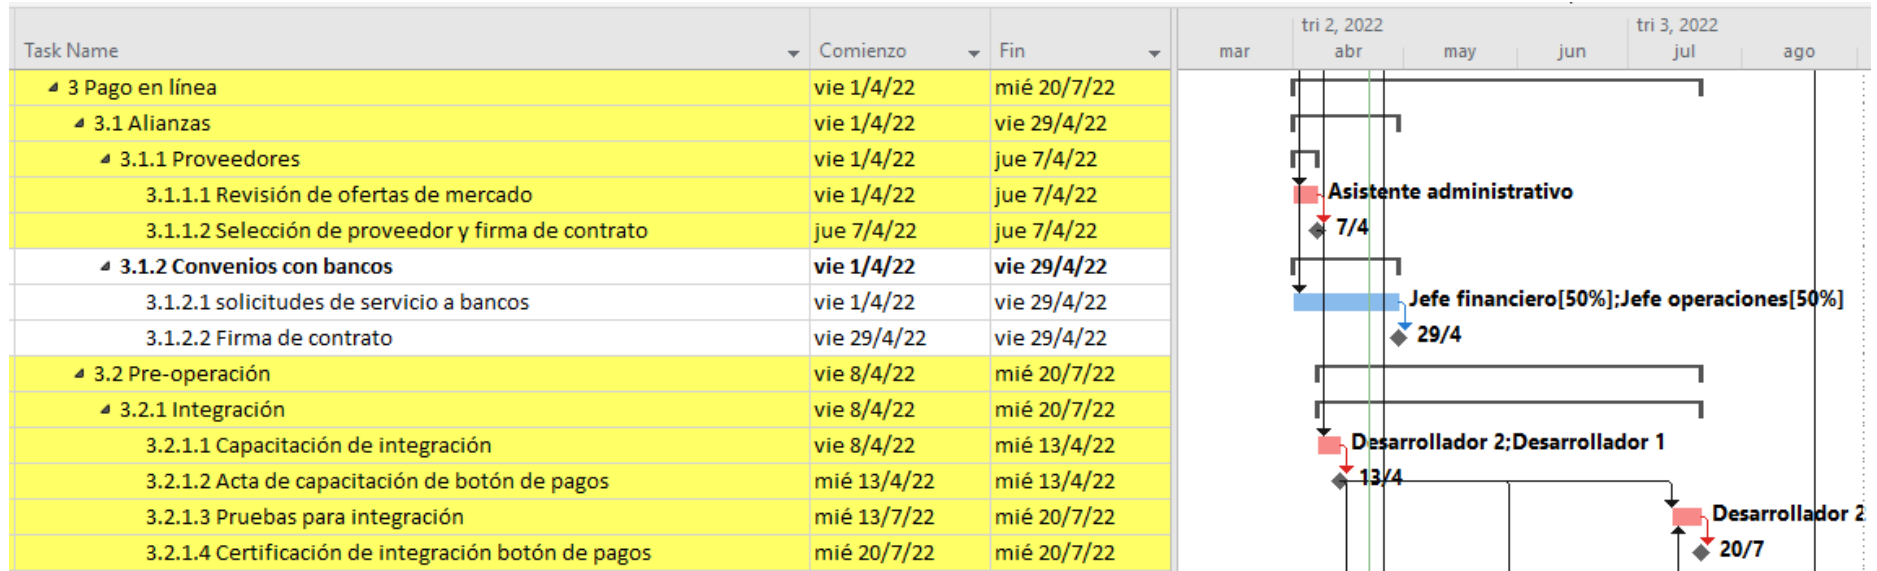 tri 2, 2022 tri 3, 2022
Task Name Comienzo Fin mar abr may jun jul ago
3 Pago en línea vie 1/4/22 mié 20/7/22
3.1 Alianzas vie 1/4/22 vie 29/4/22
3.1.1 Proveedores vie 1/4/22 jue 7/4/22
3.1.1.1 Revisión de ofertas de mercado vie 1/4/22 jue 7/4/22 Asistente administrativo
3.1.1.2 Selección de proveedor y firma de contrato jue 7/4/22 jue 7/4/22 7/4
3.1.2 Convenios con bancos vie 1/4/22 vie 29/4/22
3.1.2.1 solicitudes de servicio a bancos vie 1/4/22 vie 29/4/22 Jefe financiero[50%];Jefe operaciones[50%]
3.1.2.2 Firma de contrato vie 29/4/22 vie 29/4/22 29/4
3.2 Pre-operación vie 8/4/22 mié 20/7/22
3.2.1 Integración vie 8/4/22 mié 20/7/22
3.2.1.1 Capacitación de integración vie 8/4/22 mié 13/4/22 Desarrollador 2;Desarrollador 1
3.2.1.2 Acta de capacitación de botón de pagos mié 13/4/22 mié 13/4/22 13/4
3.2.1.3 Pruebas para integración mié 13/7/22 mié 20/7/22 Desarrollador 2
3.2.1.4 Certificación de integración botón de pagos mié 20/7/22 mié 20/7/22 20/7